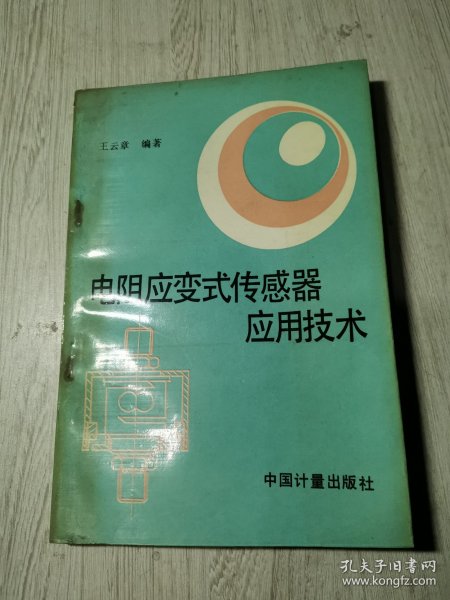 王云章 编著
电阻应变式传感器
应用技术
中国计量出版社
孔夫子旧书网
www.kongfz.com